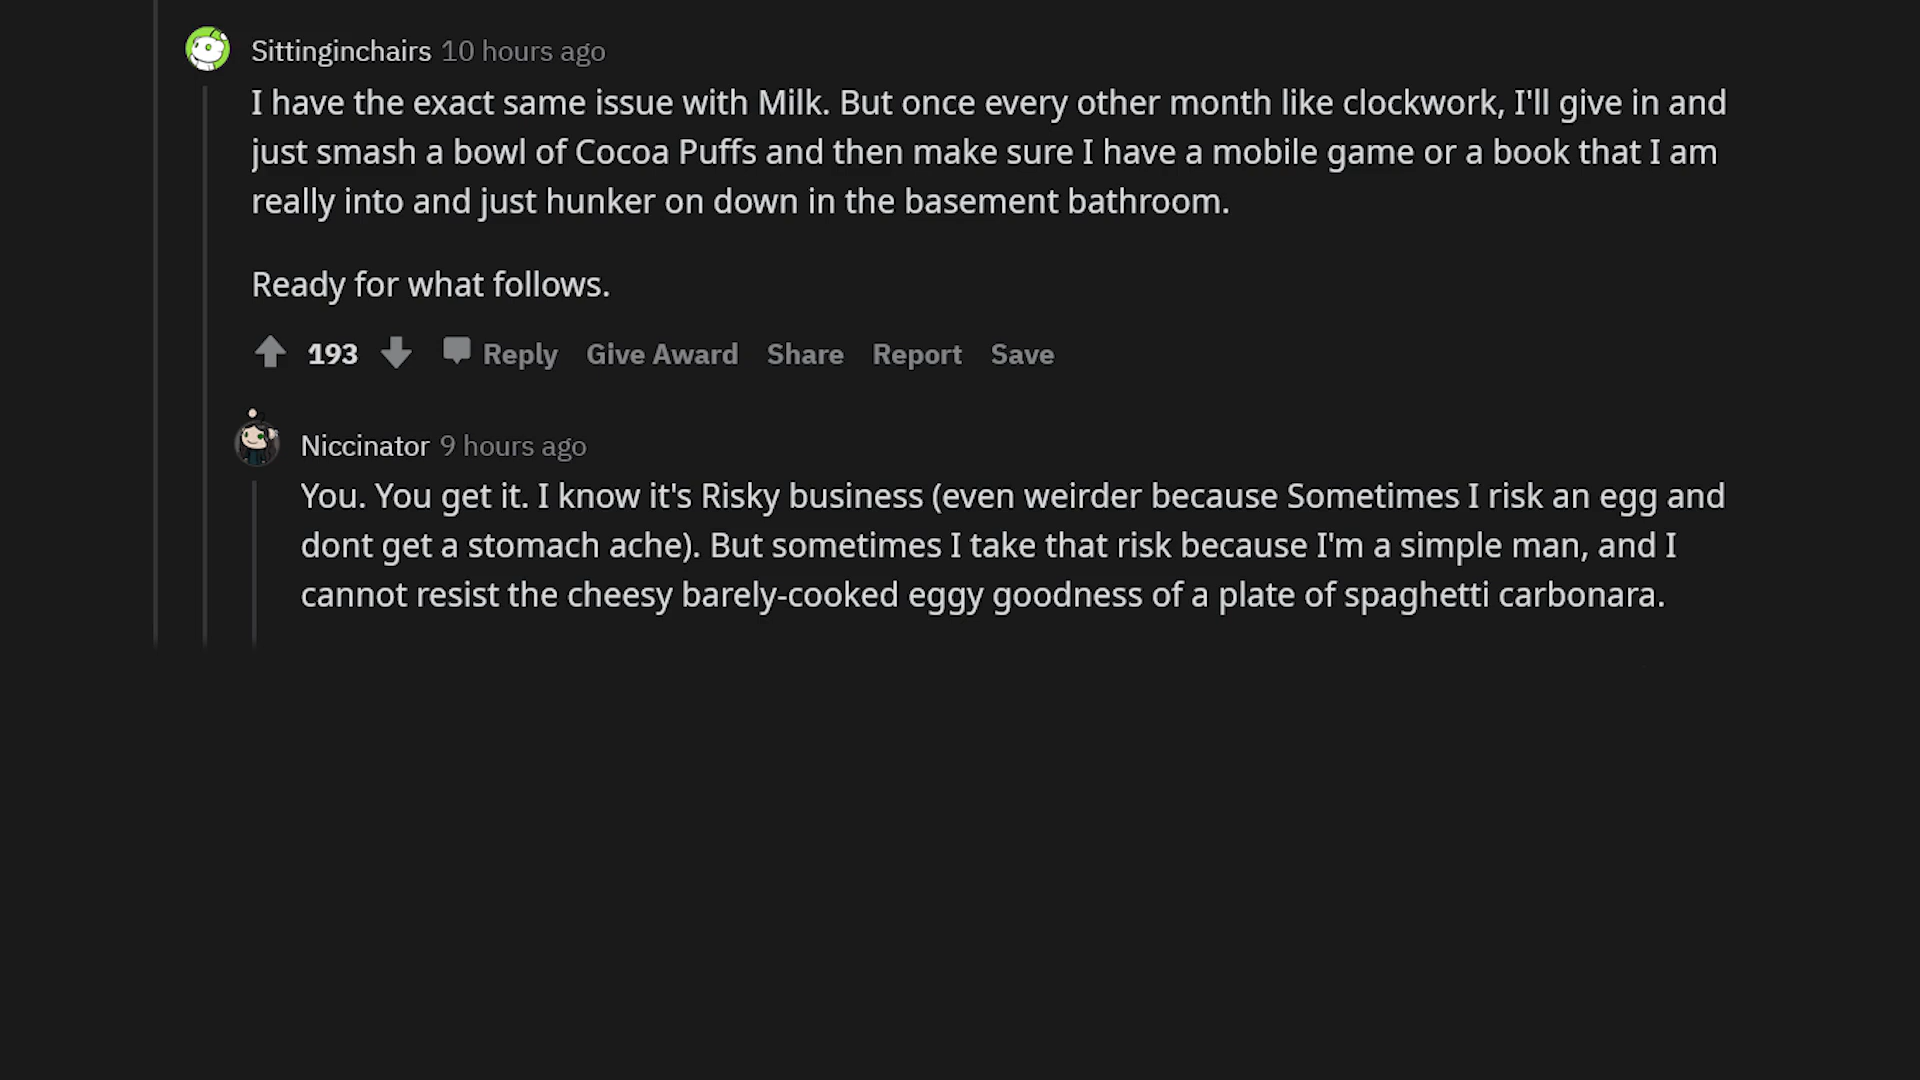 Sittinginchairs 10 hours ago
I have the exact same issue with Milk. But once every other month like clockwork, I'll give in and
just smash a bowl of Cocoa Puffs and then make sure I have a mobile game or a book that I am
really into and just hunker on down in the basement bathroom.
Ready for what follows.
193 Reply Give Award Share Report Save
Niccinator 9 hours ago
You. You get it. I know it's Risky business (even weirder because Sometimes I risk an egg and
dont get a stomach ache). But sometimes I take that risk because I'm a simple man, and I
cannot resist the cheesy barely-cooked eggy goodness of a plate of spaghetti carbonara.